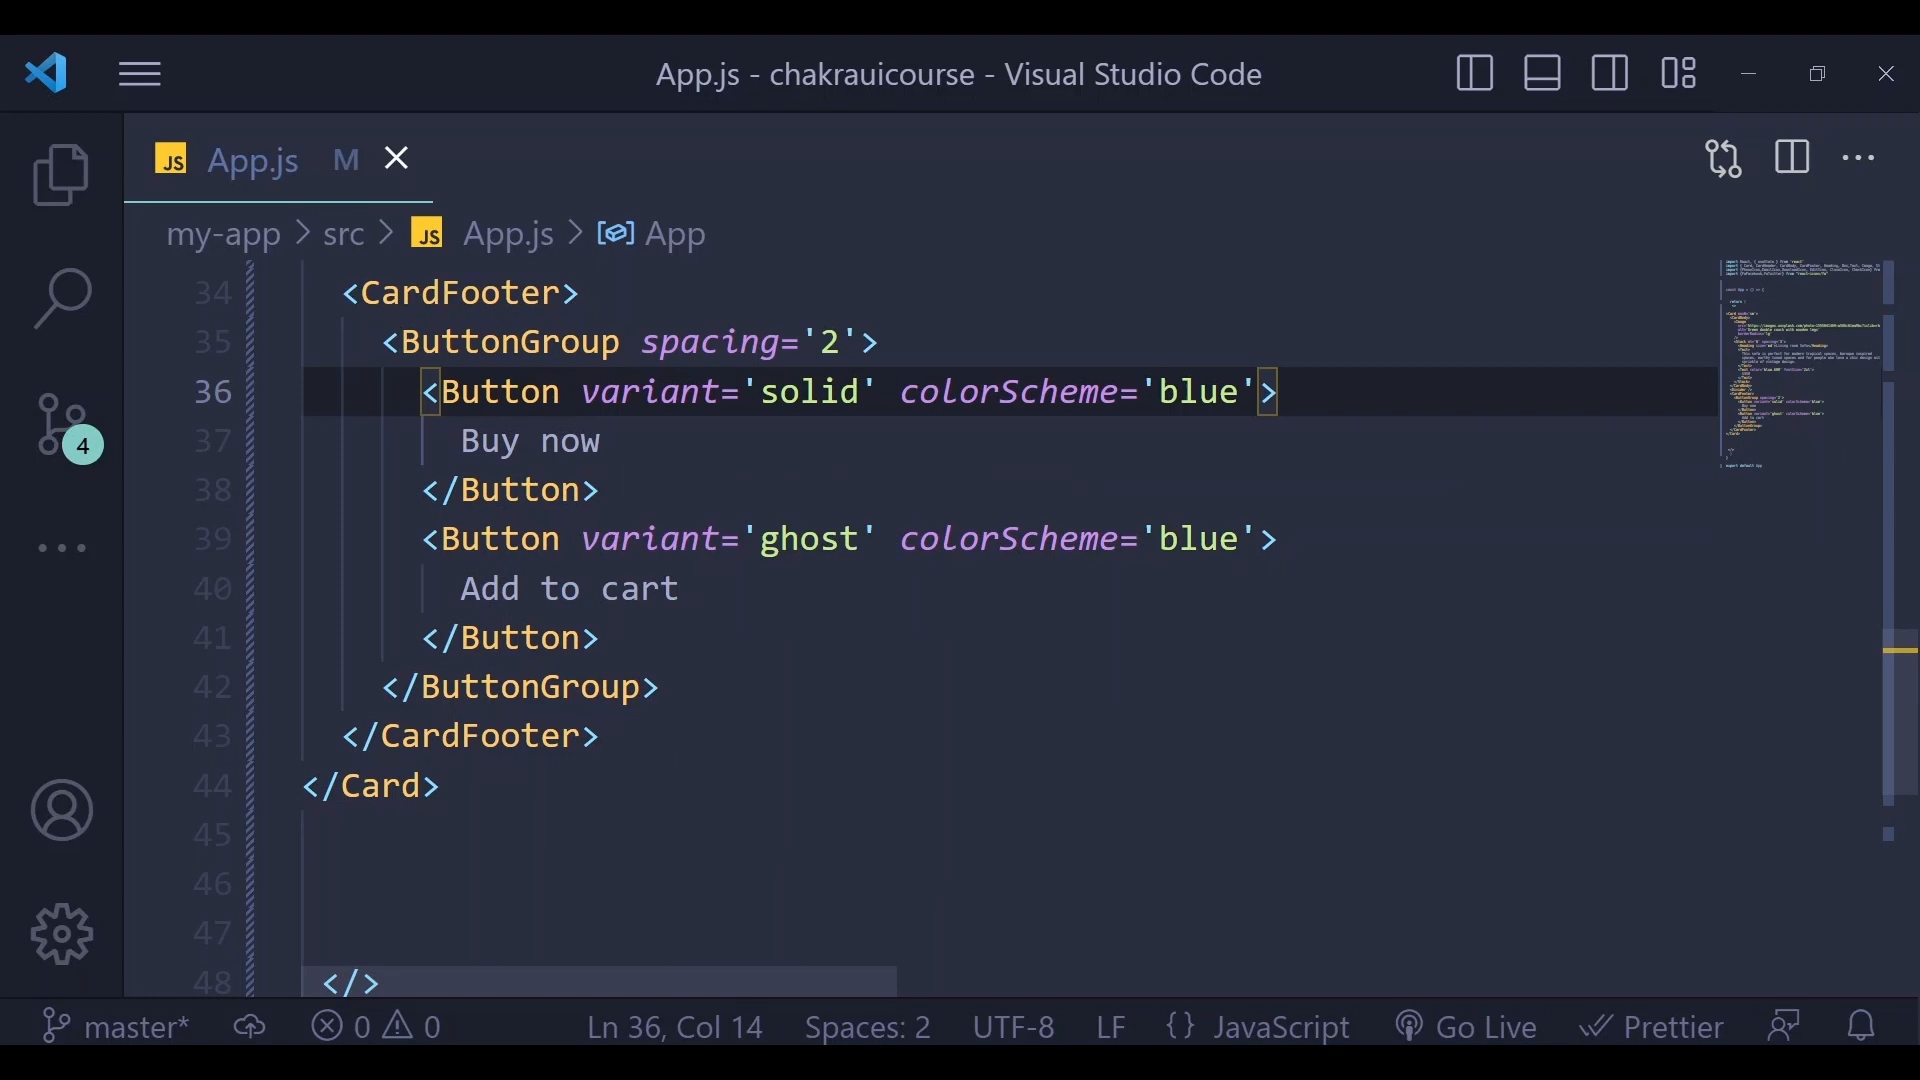 App.js - chakrauicourse - Visual Studio Code
JS App.js M
my-app > src > JS App.js > App
34 <CardFooter>
35 <ButtonGroup spacing='2'>
36 <Button variant='solid' colorScheme='blue'>
37 Buy now
38 </Button>
39 <Button variant='ghost' colorScheme='blue'>
40 Add to cart
41 </Button>
42 </ButtonGroup>
43 </CardFooter>
44 </Card>
45
46
47
48 </>
4
master* 0 0 Ln 36, Col 14 Spaces: 2 UTF-8 LF {} JavaScript Go Live Prettier